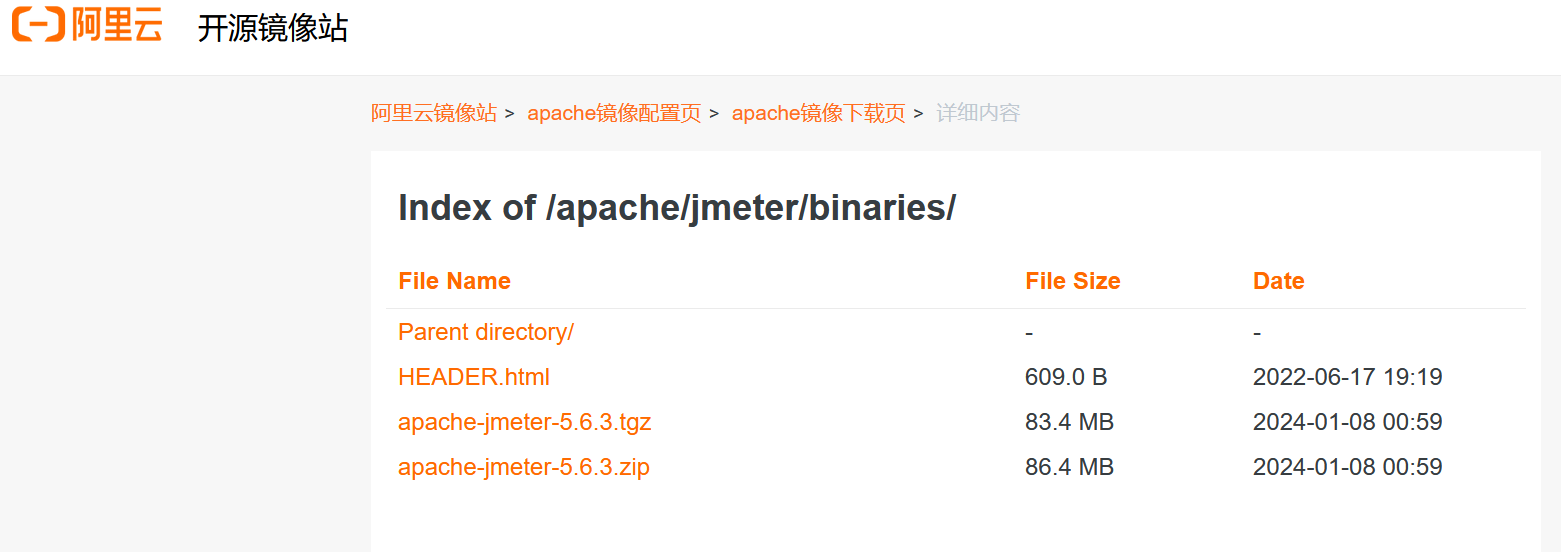 阿里云 开源镜像站
阿里云镜像站 > apache镜像配置页 > apache镜像下载页 > 详细内容
Index of /apache/jmeter/binaries/
File Name File Size Date
Parent directory/ - -
HEADER.html 609.0 B 2022-06-17 19:19
apache-jmeter-5.6.3.tgz 83.4 MB 2024-01-08 00:59
apache-jmeter-5.6.3.zip 86.4 MB 2024-01-08 00:59